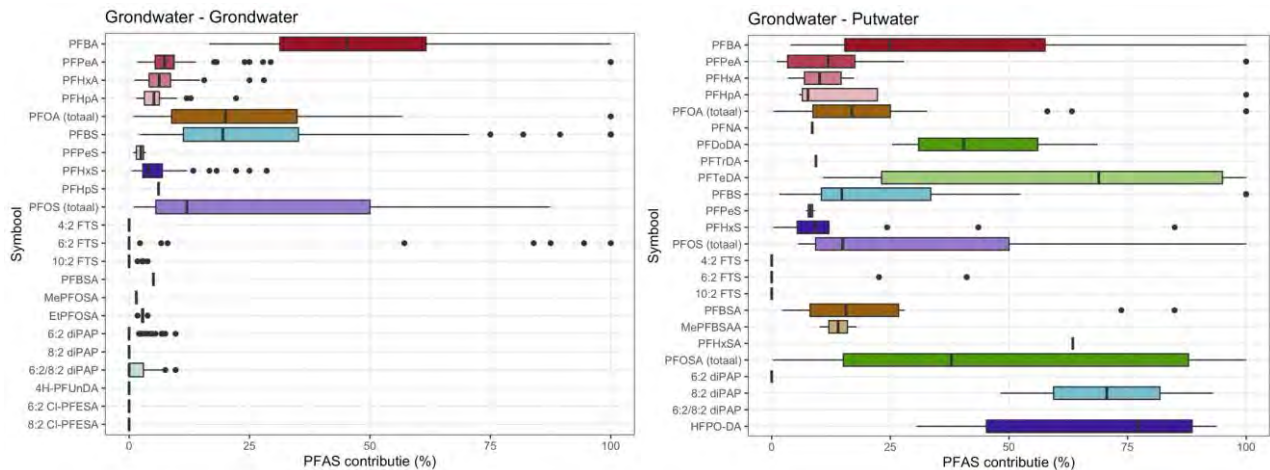 Grondwater - Grondwater
Symbool
PFBA
PFPeA
PFHxA
PFHpA
PFOA (totaal)
PFBS
PFPeS
PFHxS
PFHpS
PFOS (totaal)
4:2 FTS
6:2 FTS
10:2 FTS
PFBSA
MePFOSA
EtPFOSA
6:2 diPAP
8:2 diPAP
6:2/8:2 diPAP
4H-PFUnDA
6:2 Cl-PFESA
8:2 Cl-PFESA
0 25 50 75 100
PFAS contributie (%)
Grondwater - Putwater
Symbool
PFBA
PFPeA
PFHxA
PFHpA
PFOA (totaal)
PFNA
PFDoDA
PFTrDA
PFTeDA
PFBS
PFPeS
PFHxS
PFOS (totaal)
4:2 FTS
6:2 FTS
10:2 FTS
PFBSA
MePFBSAA
PFHxSA
PFOSA (totaal)
6:2 diPAP
8:2 diPAP
6:2/8:2 diPAP
HFPO-DA
0 25 50 75 100
PFAS contributie (%)